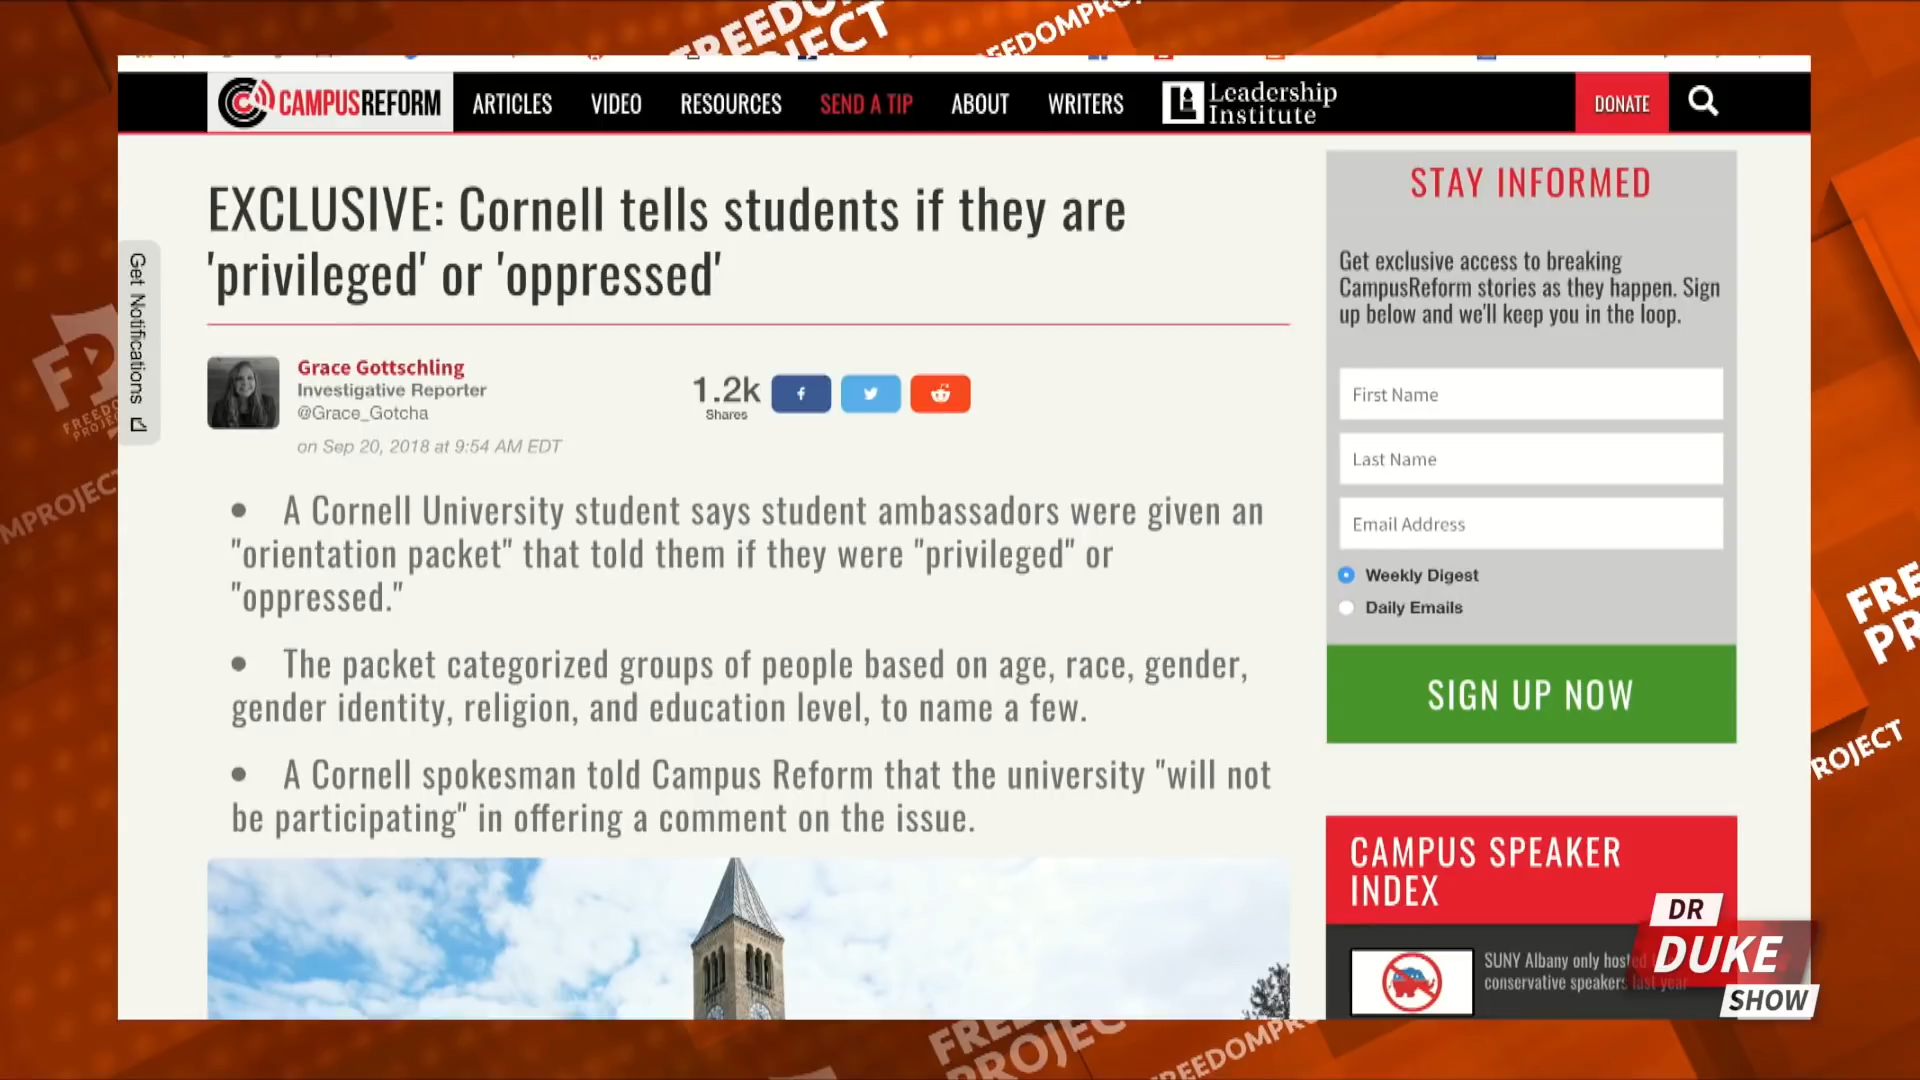 FREEDOMPROJECT
CAMPUSREFORM
ARTICLES
VIDEO
RESOURCES
SEND A TIP
ABOUT
WRITERS
Leadership
Institute
DONATE
Get Notifications
EXCLUSIVE: Cornell tells students if they are
'privileged' or 'oppressed'
Grace Gottschling
Investigative Reporter
@Grace_Gotcha
on Sep 20, 2018 at 9:54 AM EDT
1.2k
Shares
• A Cornell University student says student ambassadors were given an
"orientation packet" that told them if they were "privileged" or
"oppressed."
• The packet categorized groups of people based on age, race, gender,
gender identity, religion, and education level, to name a few.
• A Cornell spokesman told Campus Reform that the university "will not
be participating" in offering a comment on the issue.
STAY INFORMED
Get exclusive access to breaking
CampusReform stories as they happen. Sign
up below and we'll keep you in the loop.
First Name
Last Name
Email Address
Weekly Digest
Daily Emails
SIGN UP NOW
CAMPUS SPEAKER
INDEX
SUNY Albany only hosted
conservative speakers last year
DR
DUKE
SHOW